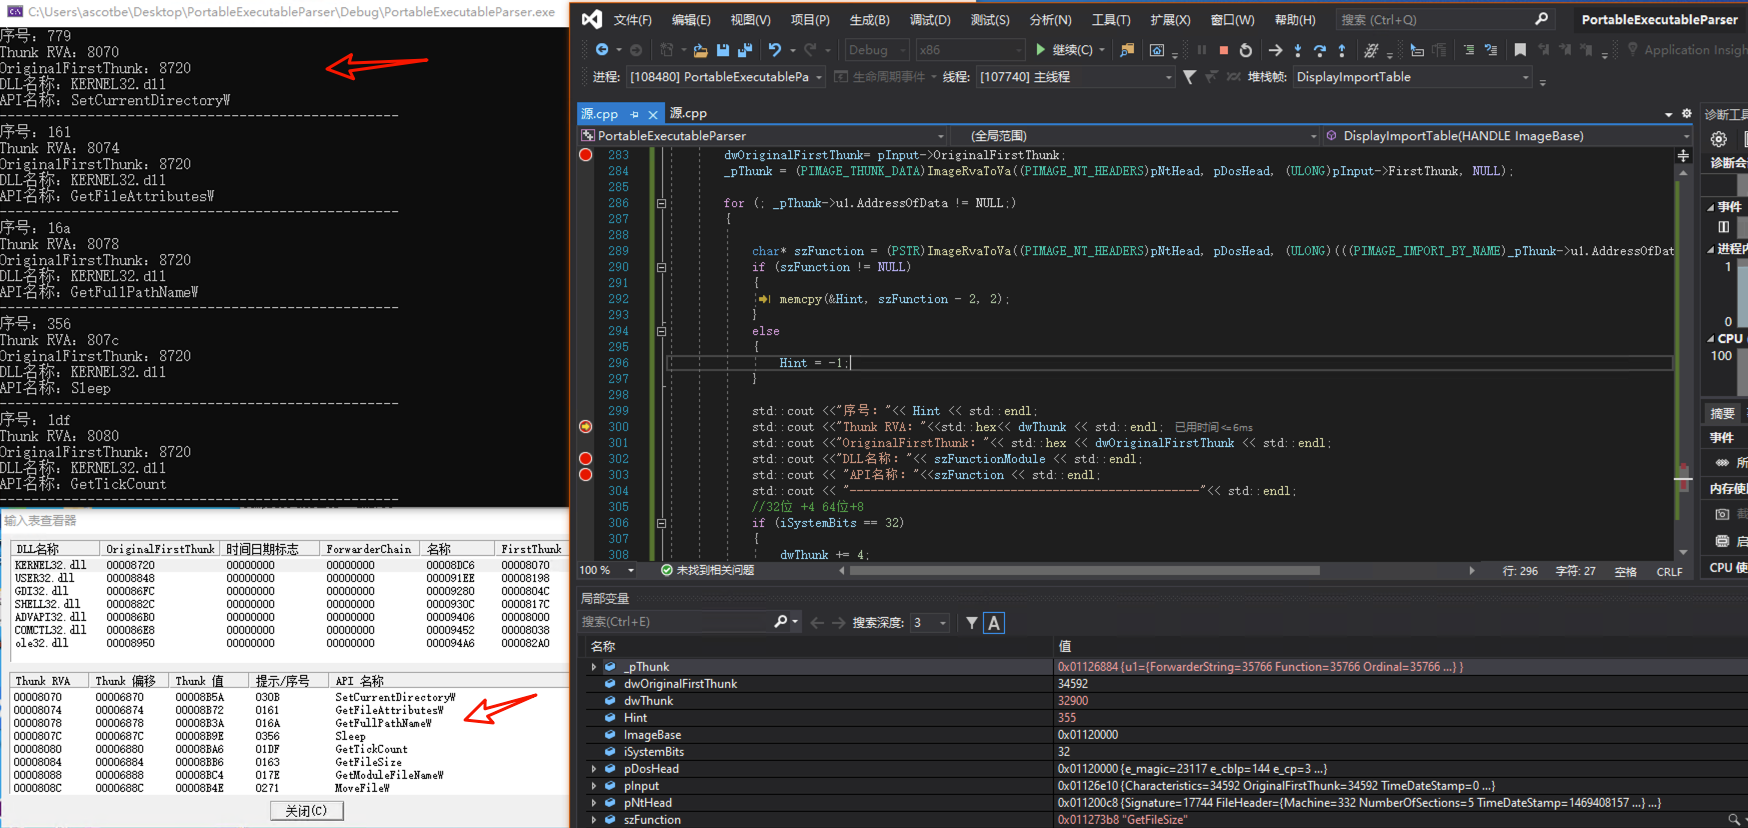 C:\Users\ascotbe\Desktop\PortableExecutableParser\Debug\PortableExecutableParser.exe
序号: 779
Thunk RVA: 8070
OriginalFirstThunk: 8720
DLL名称: KERNEL32.dll
API名称: SetCurrentDirectoryW
--------------------------------------------------
序号: 161
Thunk RVA: 8074
OriginalFirstThunk: 8720
DLL名称: KERNEL32.dll
API名称: GetFileAttributesW
--------------------------------------------------
序号: 16a
Thunk RVA: 8078
OriginalFirstThunk: 8720
DLL名称: KERNEL32.dll
API名称: GetFullPathNameW
--------------------------------------------------
序号: 356
Thunk RVA: 807c
OriginalFirstThunk: 8720
DLL名称: KERNEL32.dll
API名称: Sleep
--------------------------------------------------
序号: 1df
Thunk RVA: 8080
OriginalFirstThunk: 8720
DLL名称: KERNEL32.dll
API名称: GetTickCount
--------------------------------------------------
输入表查看器
DLL名称 OriginalFirstThunk 时间日期标志 ForwarderChain 名称 FirstThunk
KERNEL32.dll 00008720 00000000 00000000 00008DC6 00008070
USER32.dll 00008848 00000000 00000000 000091EE 00008198
GDI32.dll 000086FC 00000000 00000000 00009280 0000804C
SHELL32.dll 0000882C 00000000 00000000 0000930C 0000817C
ADVAPI32.dll 000086B0 00000000 00000000 00009406 00008000
COMCTL32.dll 000086E8 00000000 00000000 00009452 00008038
ole32.dll 00008950 00000000 00000000 000094A6 000082A0
Thunk RVA Thunk 偏移 Thunk 值 提示/序号 API 名称
00008070 00006870 00008B5A 030B SetCurrentDirectoryW
00008074 00006874 00008B72 0161 GetFileAttributesW
00008078 00006878 00008B3A 016A GetFullPathNameW
0000807C 0000687C 00008B9E 0356 Sleep
00008080 00006880 00008BA6 01DF GetTickCount
00008084 00006884 00008BB6 0163 GetFileSize
00008088 00006888 00008BC4 017E GetModuleFileNameW
0000808C 0000688C 00008B4E 0271 MoveFileW
关闭(C)
文件(F) 编辑(E) 视图(V) 项目(P) 生成(B) 调试(D) 测试(S) 分析(N) 工具(T) 扩展(X) 窗口(W) 帮助(H) 搜索 (Ctrl+Q) PortableExecutableParser
Debug x86 继续(C) Application Insigh
进程: [108480] PortableExecutablePa 生命周期事件 线程: [107740] 主线程 堆栈帧: DisplayImportTable
源.cpp 源.cpp
PortableExecutableParser (全局范围) DisplayImportTable(HANDLE ImageBase)
283 dwOriginalFirstThunk= pInput->OriginalFirstThunk;
284 _pThunk = (PIMAGE_THUNK_DATA)ImageRvaToVa((PIMAGE_NT_HEADERS)pNtHead, pDosHead, (ULONG)pInput->FirstThunk, NULL);
285
286 for (; _pThunk->u1.AddressOfData != NULL;)
287 {
288
289 char* szFunction = (PSTR)ImageRvaToVa((PIMAGE_NT_HEADERS)pNtHead, pDosHead, (ULONG)(((PIMAGE_IMPORT_BY_NAME)_pThunk->u1.AddressOfDat
290 if (szFunction != NULL)
291 {
292 memcpy(&Hint, szFunction - 2, 2);
293 }
294 else
295 {
296 Hint = -1;
297 }
298
299 std::cout <<"序号: "<< Hint << std::endl;
300 std::cout <<"Thunk RVA: "<<std::hex<< dwThunk << std::endl; 已用时间<=6ms
301 std::cout <<"OriginalFirstThunk: "<< std::hex << dwOriginalFirstThunk << std::endl;
302 std::cout <<"DLL名称: "<< szFunctionModule << std::endl;
303 std::cout << "API名称: "<<szFunction << std::endl;
304 std::cout << "--------------------------------------------------"<< std::endl;
305 //32位 +4 64位+8
306 if (iSystemBits == 32)
307 {
308 dwThunk += 4;
100 % 未找到相关问题 行: 296 字符: 27 空格 CRLF
局部变量
搜索(Ctrl+E) 搜索深度: 3 A
名称 值
_pThunk 0x01126884 {u1={ForwarderString=35766 Function=35766 Ordinal=35766 ...} }
dwOriginalFirstThunk 34592
dwThunk 32900
Hint 355
ImageBase 0x01120000
iSystemBits 32
pDosHead 0x01120000 {e_magic=23117 e_cblp=144 e_cp=3 ...}
pInput 0x01126e10 {Characteristics=34592 OriginalFirstThunk=34592 TimeDateStamp=0 ...}
pNtHead 0x011200c8 {Signature=17744 FileHeader={Machine=332 NumberOfSections=5 TimeDateStamp=1469408157 ...} ...}
szFunction 0x011273b8 "GetFileSize"
诊断工具
诊断会
事件
进程内
1
0
CPU
100
摘要
事件
所
内存使
截
启
CPU 使